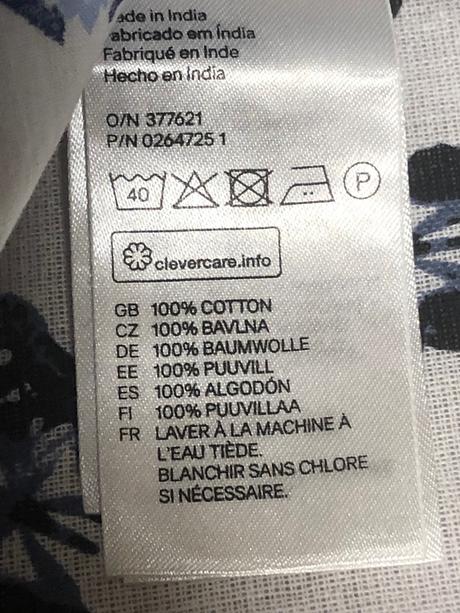 ade in India
abricado em Índia
Fabriqué en Inde
Hecho en India
O/N 377621
P/N 0264725 1
40 P
clevercare.info
GB 100% COTTON
CZ 100% BAVLNA
DE 100% BAUMWOLLE
EE 100% PUUVILL
ES 100% ALGODÓN
FI 100% PUUVILLAA
FR LAVER À LA MACHINE À
L'EAU TIÈDE.
BLANCHIR SANS CHLORE
SI NÉCESSAIRE.